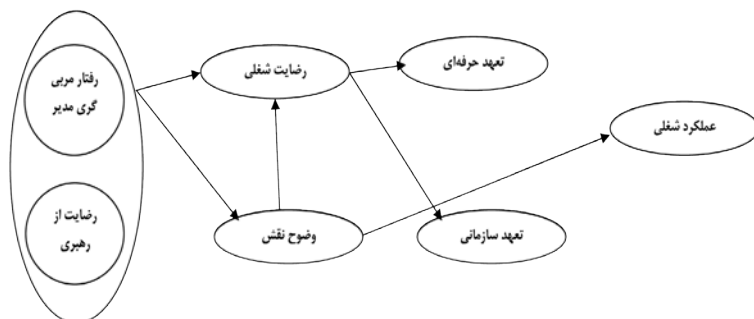 رفتار مربی
گری مدیر
رضایت از
رهبری
رضایت شغلی
وضوح نقش
تعهد حرفه‌ای
تعهد سازمانی
عملکرد شغلی